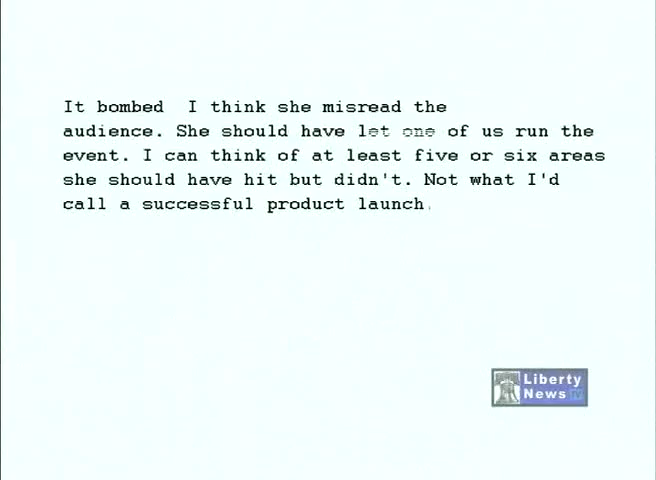 It bombed  I think she misread the
audience. She should have let one of us run the
event. I can think of at least five or six areas
she should have hit but didn't. Not what I'd
call a successful product launch.
Liberty
News TV